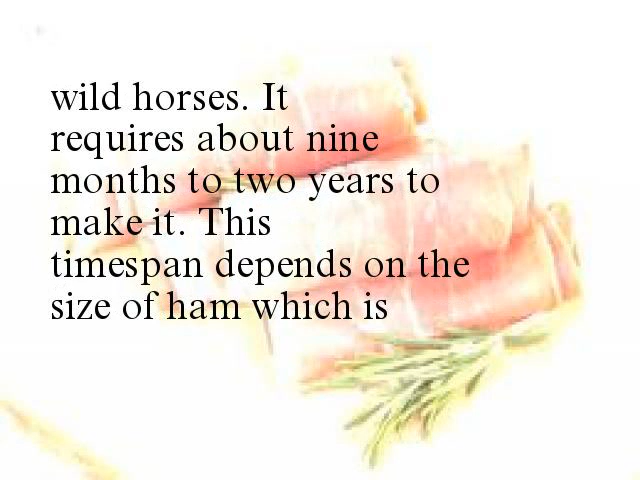 wild horses. It
requires about nine
months to two years to
make it. This
timespan depends on the
size of ham which is